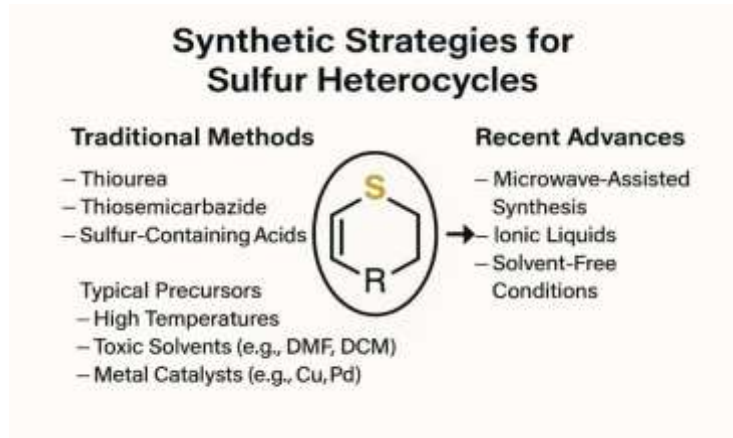 Synthetic Strategies for
Sulfur Heterocycles
Traditional Methods
– Thiourea
– Thiosemicarbazide
– Sulfur-Containing Acids
Typical Precursors
– High Temperatures
– Toxic Solvents (e.g., DMF, DCM)
– Metal Catalysts (e.g., Cu, Pd)
S
R
Recent Advances
– Microwave-Assisted
Synthesis
– Ionic Liquids
– Solvent-Free
Conditions